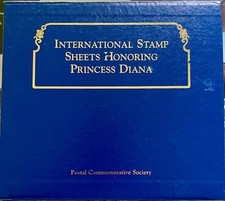 INTERNATIONAL STAMP
SHEETS HONORING
PRINCESS DIANA
Postal Commemorative Society